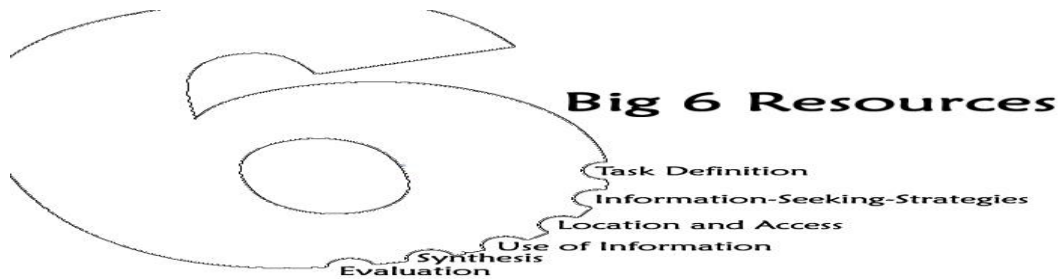 Big 6 Resources
Task Definition
Information-Seeking-Strategies
Location and Access
Use of Information
Synthesis
Evaluation